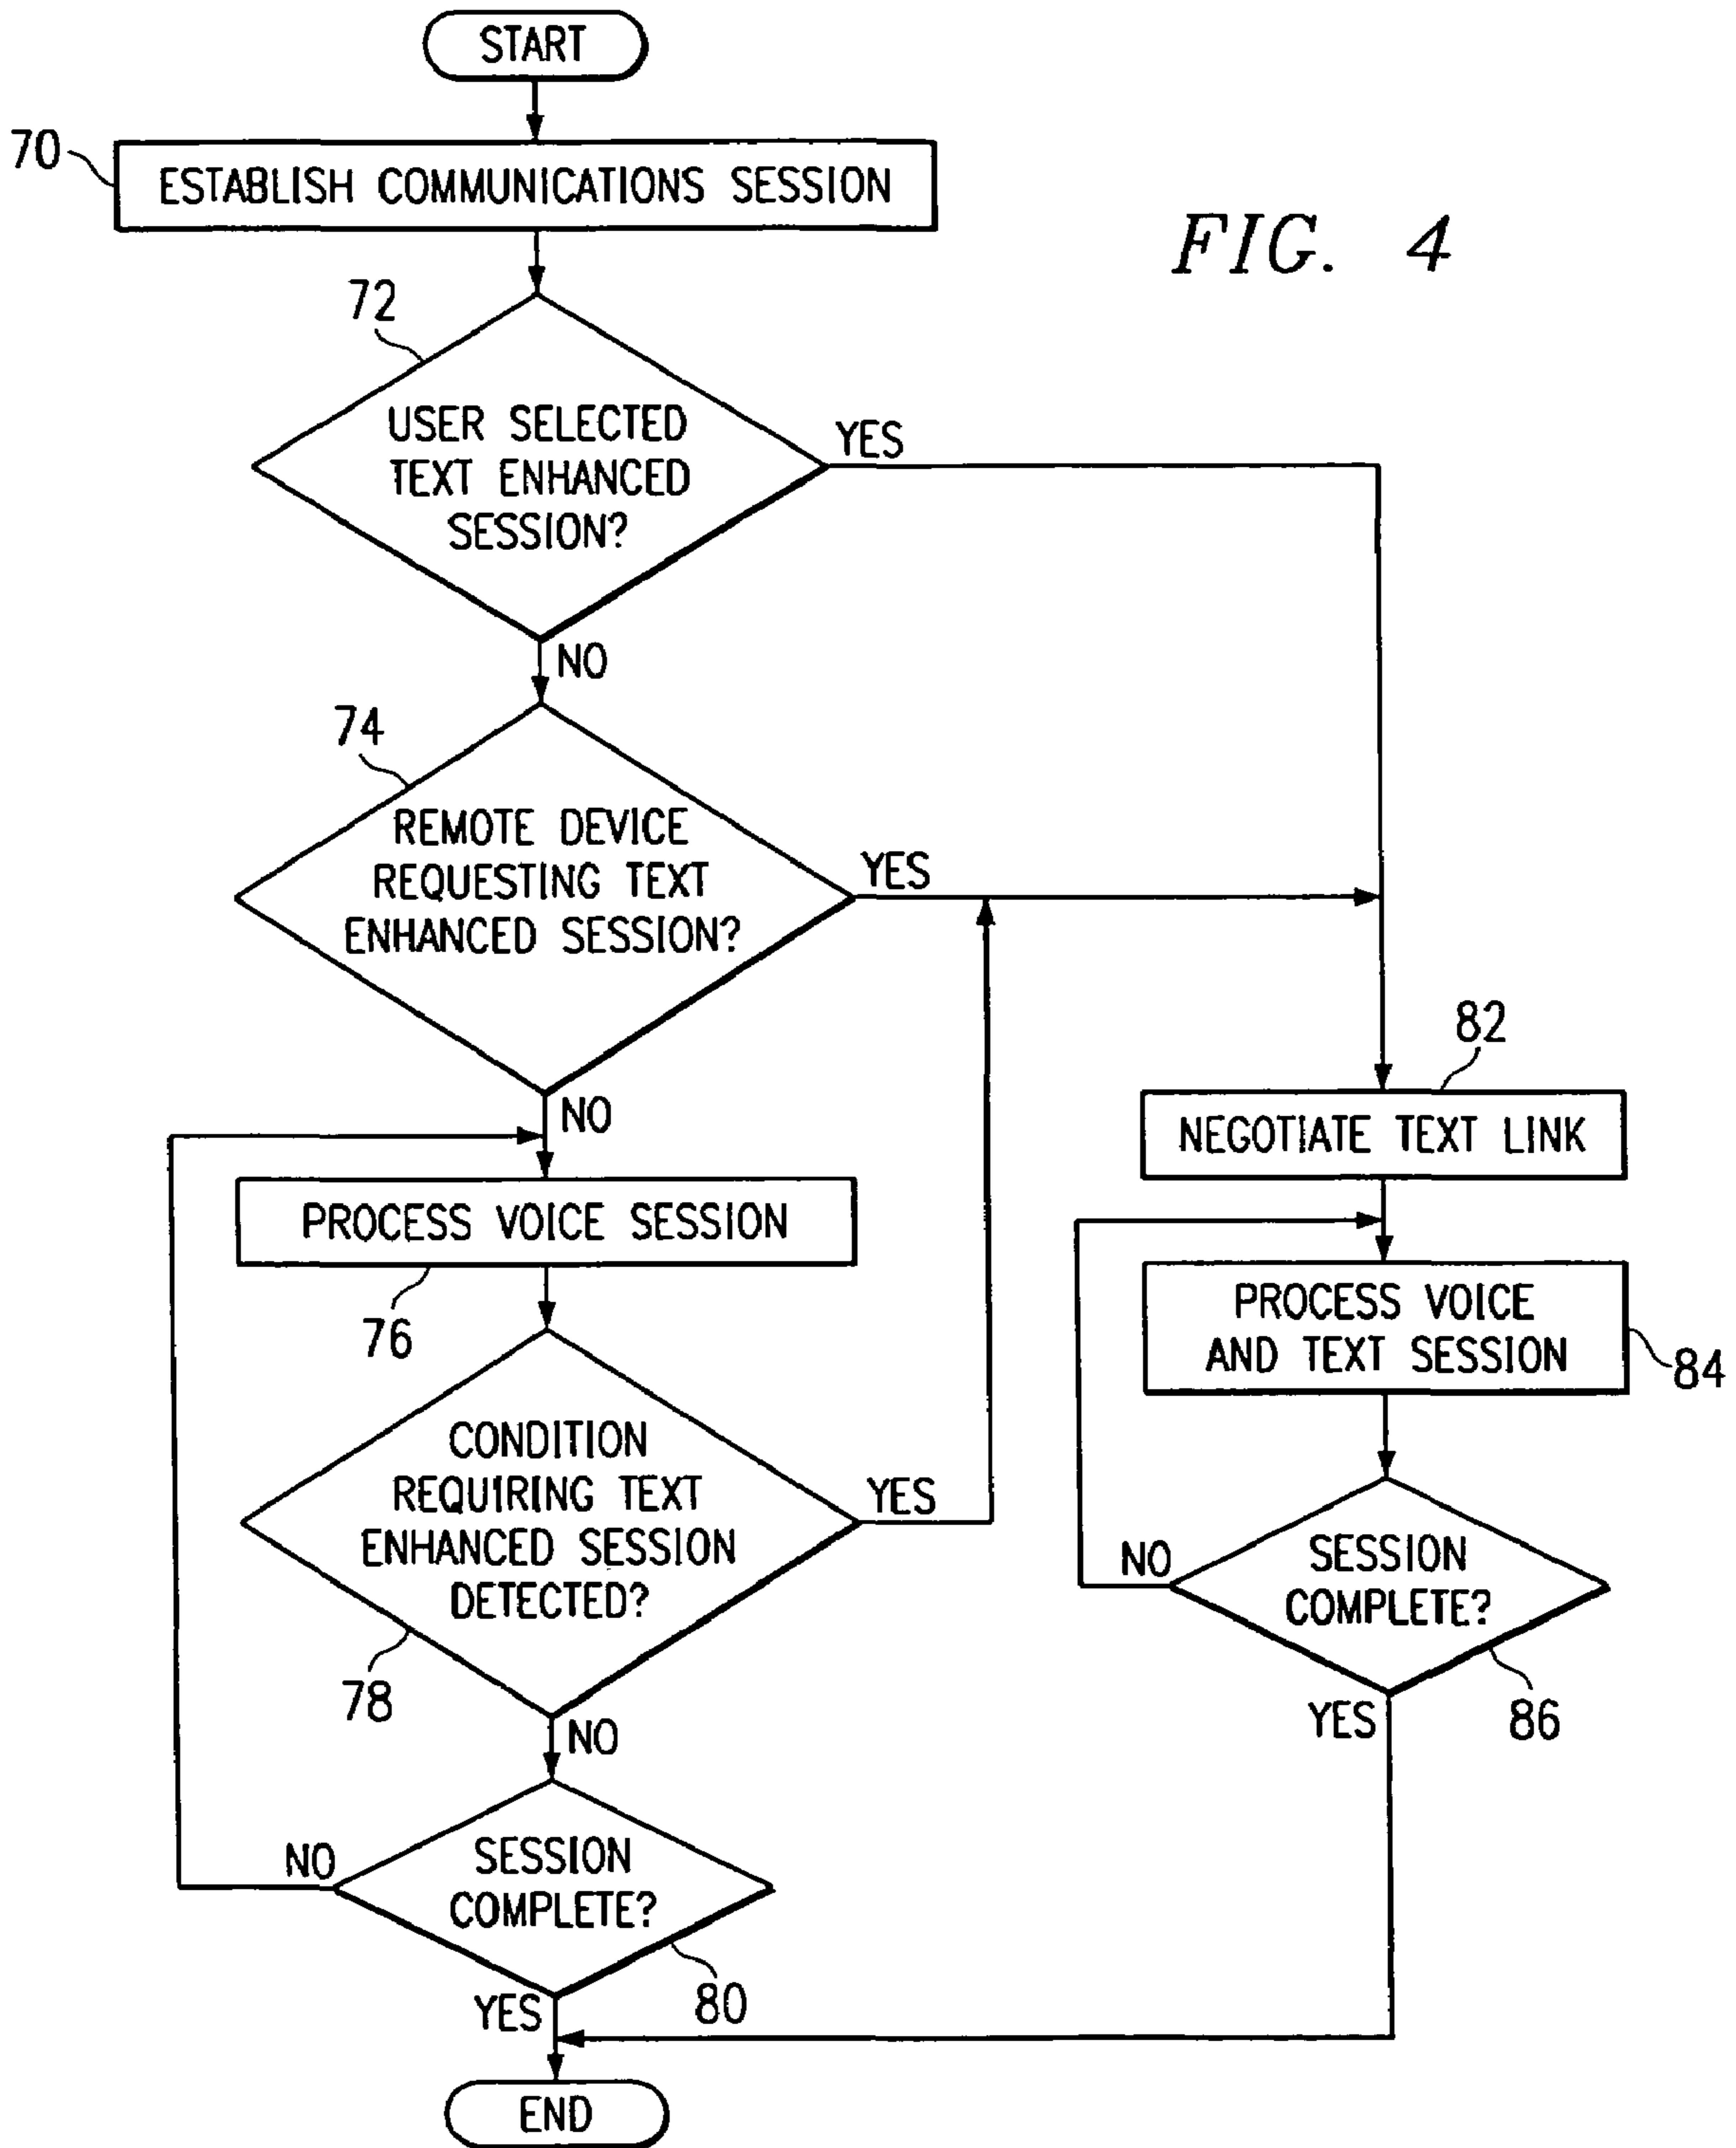 START
70
ESTABLISH COMMUNICATIONS SESSION
FIG. 4
72
USER SELECTED
TEXT ENHANCED
SESSION?
YES
NO
74
REMOTE DEVICE
REQUESTING TEXT
ENHANCED SESSION?
YES
NO
82
NEGOTIATE TEXT LINK
PROCESS VOICE SESSION
76
PROCESS VOICE
AND TEXT SESSION
84
CONDITION
REQUIRING TEXT
ENHANCED SESSION
DETECTED?
YES
78
NO
SESSION
COMPLETE?
NO
YES
86
SESSION
COMPLETE?
NO
YES
80
END